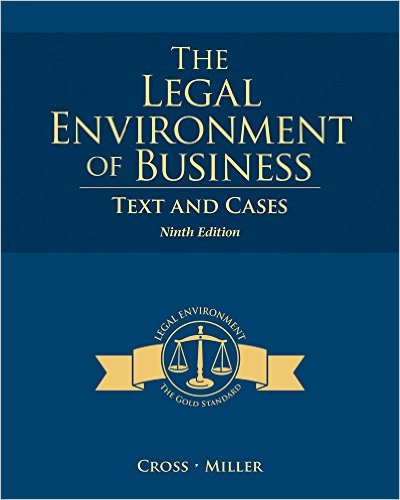 The
Legal
Environment
of Business
Text and Cases
Ninth Edition
Legal Environment
The Gold Standard
Cross · Miller